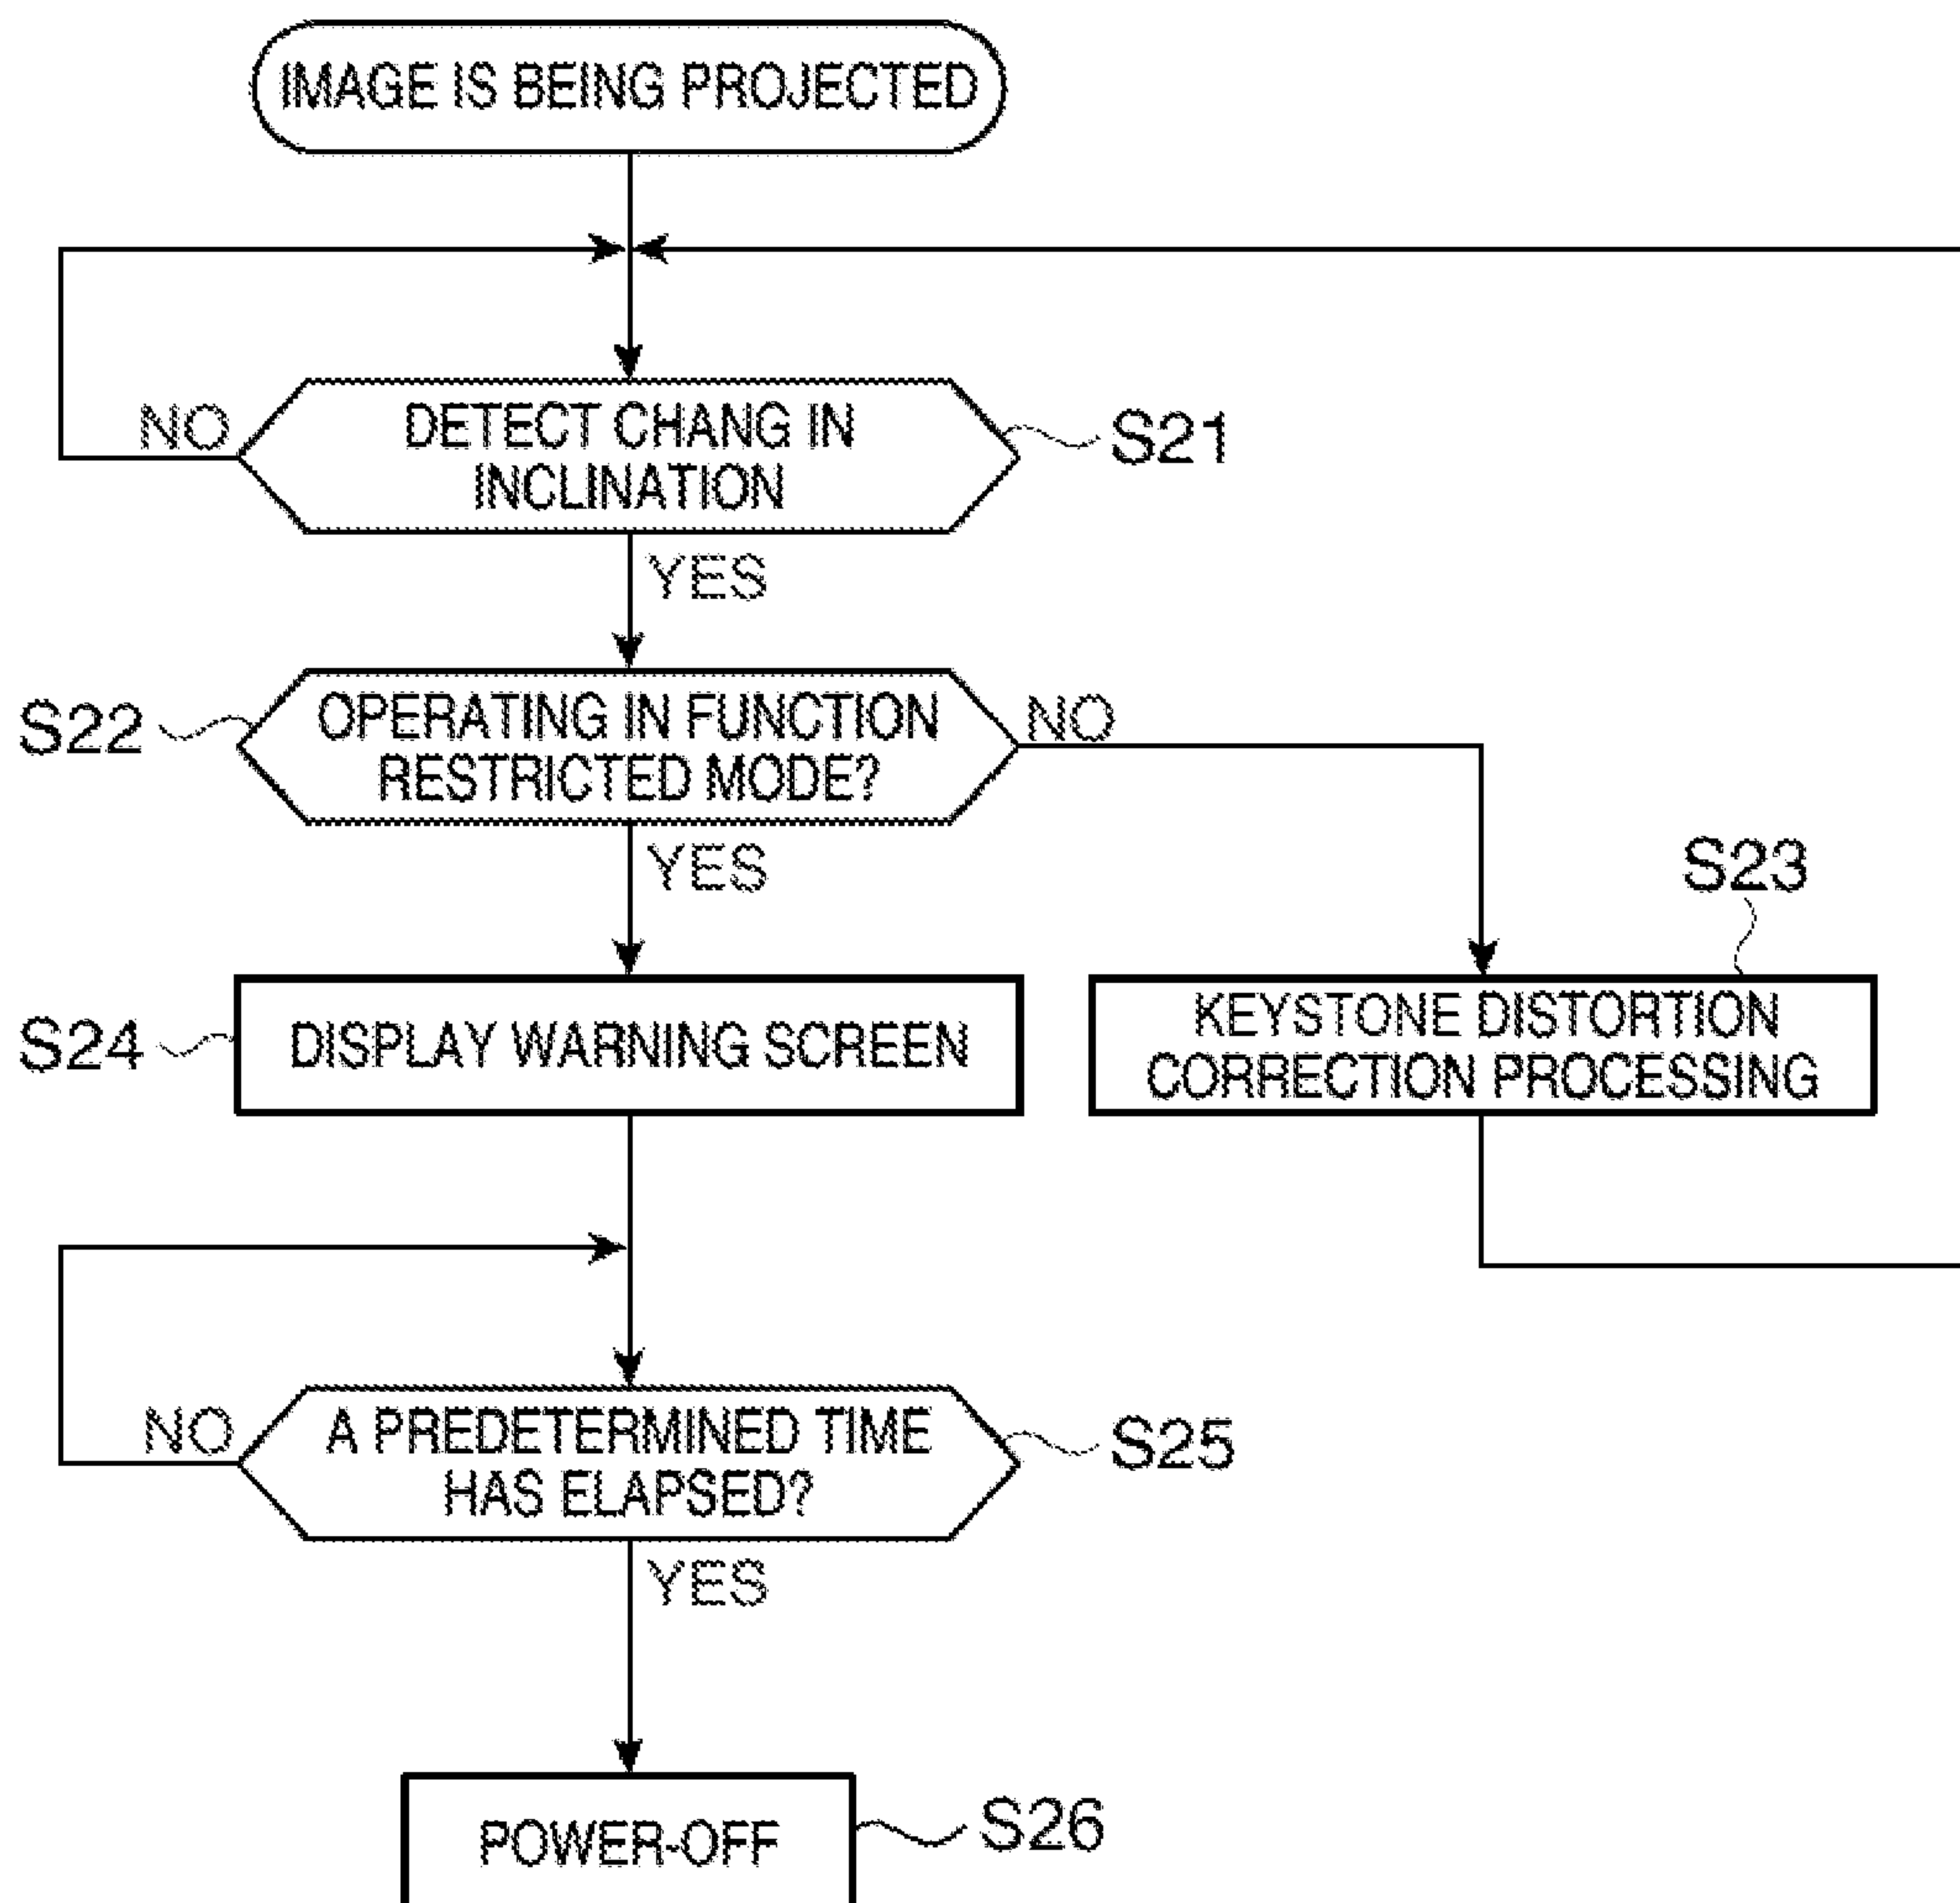 IMAGE IS BEING PROJECTED
NO
DETECT CHANG IN
INCLINATION
S21
YES
S22
OPERATING IN FUNCTION
RESTRICTED MODE?
NO
YES
S23
S24
DISPLAY WARNING SCREEN
KEYSTONE DISTORTION
CORRECTION PROCESSING
NO
A PREDETERMINED TIME
HAS ELAPSED?
S25
YES
POWER-OFF
S26